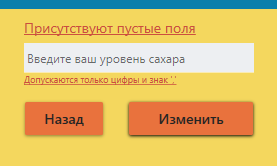 Присутствуют пустые поля
Введите ваш уровень сахара
Допускаются только цифры и знак '.'
Назад Изменить